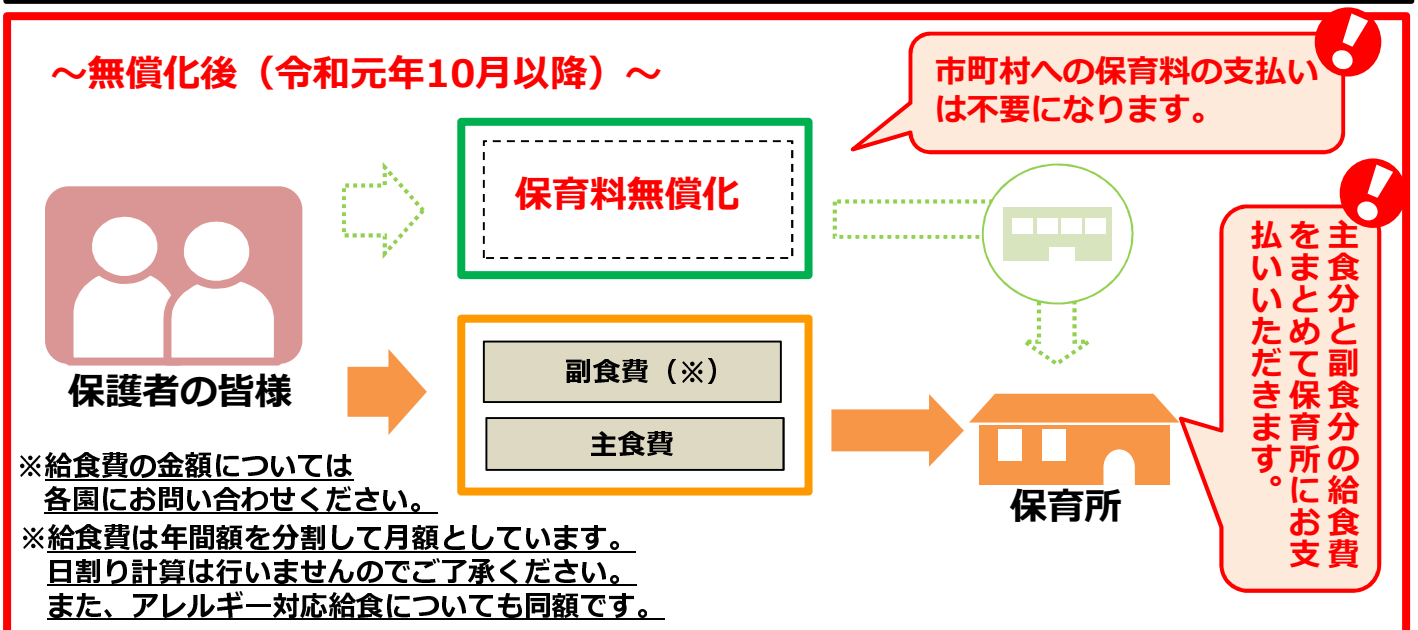 ～無償化後（令和元年10月以降）～
市町村への保育料の支払い
は不要になります。
保育料無償化
主食分と副食分の給食費
をまとめて保育所にお支
払いいただきます。
副食費（※）
主食費
保護者の皆様
保育所
※給食費の金額については
各園にお問い合わせください。
※給食費は年間額を分割して月額としています。
日割り計算は行いませんのでご了承ください。
また、アレルギー対応給食についても同額です。